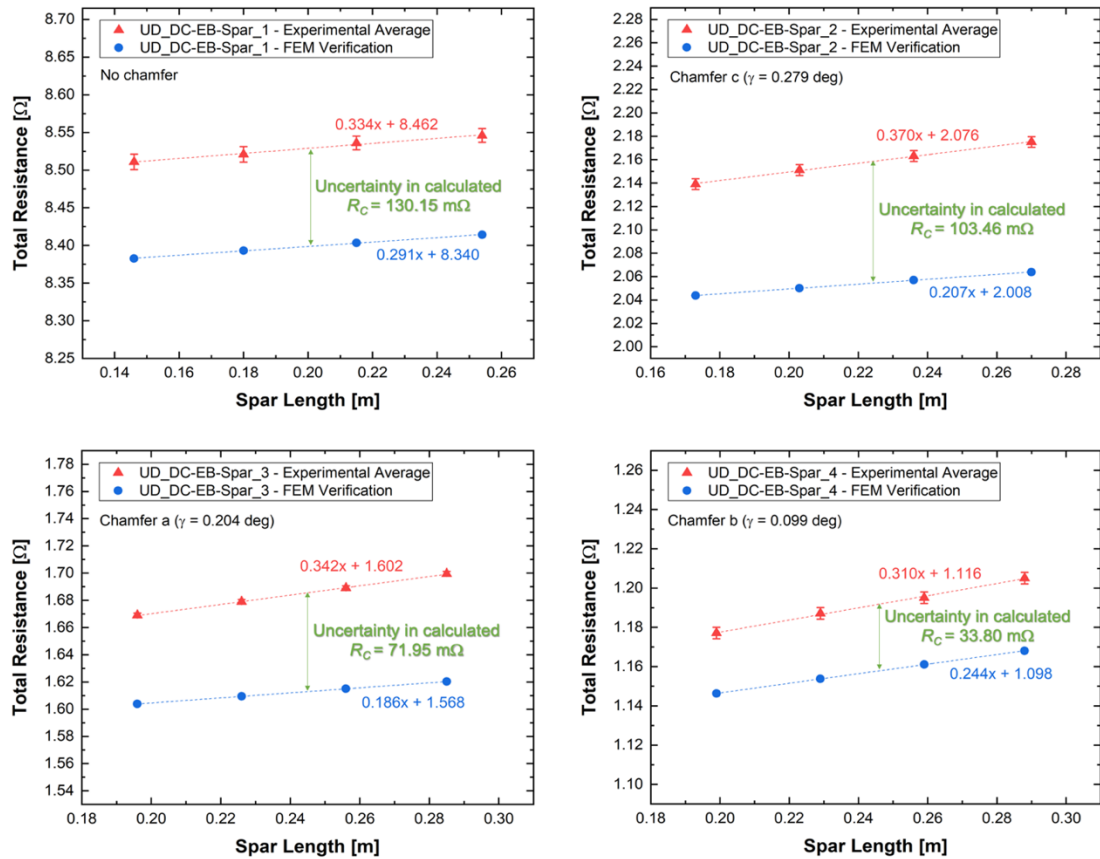 UD_DC-EB-Spar_1 - Experimental Average
UD_DC-EB-Spar_1 - FEM Verification
No chamfer
0.334x + 8.462
Uncertainty in calculated
R_C = 130.15 mΩ
0.291x + 8.340
8.70
8.65
8.60
8.55
8.50
8.45
8.40
8.35
8.30
8.25
Total Resistance [Ω]
0.14 0.16 0.18 0.20 0.22 0.24 0.26
Spar Length [m]
UD_DC-EB-Spar_2 - Experimental Average
UD_DC-EB-Spar_2 - FEM Verification
Chamfer c (γ = 0.279 deg)
0.370x + 2.076
Uncertainty in calculated
R_C = 103.46 mΩ
0.207x + 2.008
2.28
2.26
2.24
2.22
2.20
2.18
2.16
2.14
2.12
2.10
2.08
2.06
2.04
2.02
2.00
Total Resistance [Ω]
0.16 0.18 0.20 0.22 0.24 0.26 0.28
Spar Length [m]
UD_DC-EB-Spar_3 - Experimental Average
UD_DC-EB-Spar_3 - FEM Verification
Chamfer a (γ = 0.204 deg)
0.342x + 1.602
Uncertainty in calculated
R_C = 71.95 mΩ
0.186x + 1.568
1.78
1.76
1.74
1.72
1.70
1.68
1.66
1.64
1.62
1.60
1.58
1.56
1.54
Total Resistance [Ω]
0.18 0.20 0.22 0.24 0.26 0.28 0.30
Spar Length [m]
UD_DC-EB-Spar_4 - Experimental Average
UD_DC-EB-Spar_4 - FEM Verification
Chamfer b (γ = 0.099 deg)
0.310x + 1.116
Uncertainty in calculated
R_C = 33.80 mΩ
0.244x + 1.098
1.26
1.24
1.22
1.20
1.18
1.16
1.14
1.12
1.10
Total Resistance [Ω]
0.18 0.20 0.22 0.24 0.26 0.28 0.30
Spar Length [m]